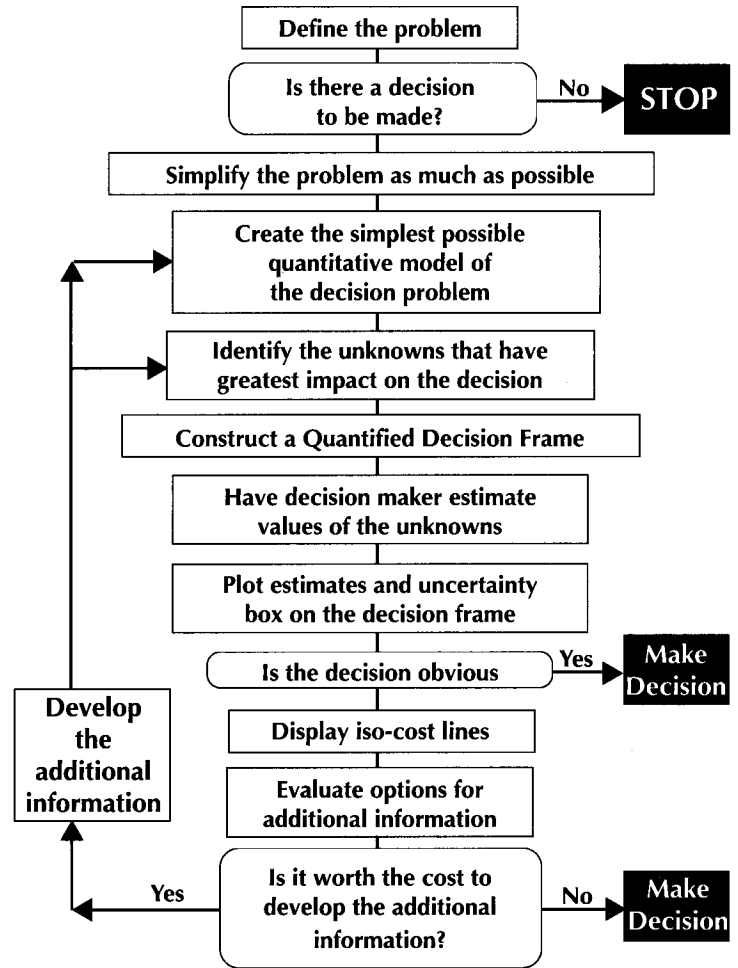 Define the problem
Is there a decision
to be made?
No
STOP
Simplify the problem as much as possible
Create the simplest possible
quantitative model of
the decision problem
Identify the unknowns that have
greatest impact on the decision
Construct a Quantified Decision Frame
Have decision maker estimate
values of the unknowns
Plot estimates and uncertainty
box on the decision frame
Is the decision obvious
Yes
Make
Decision
Develop
the
additional
information
Display iso-cost lines
Evaluate options for
additional information
Is it worth the cost to
develop the additional
information?
Yes
No
Make
Decision